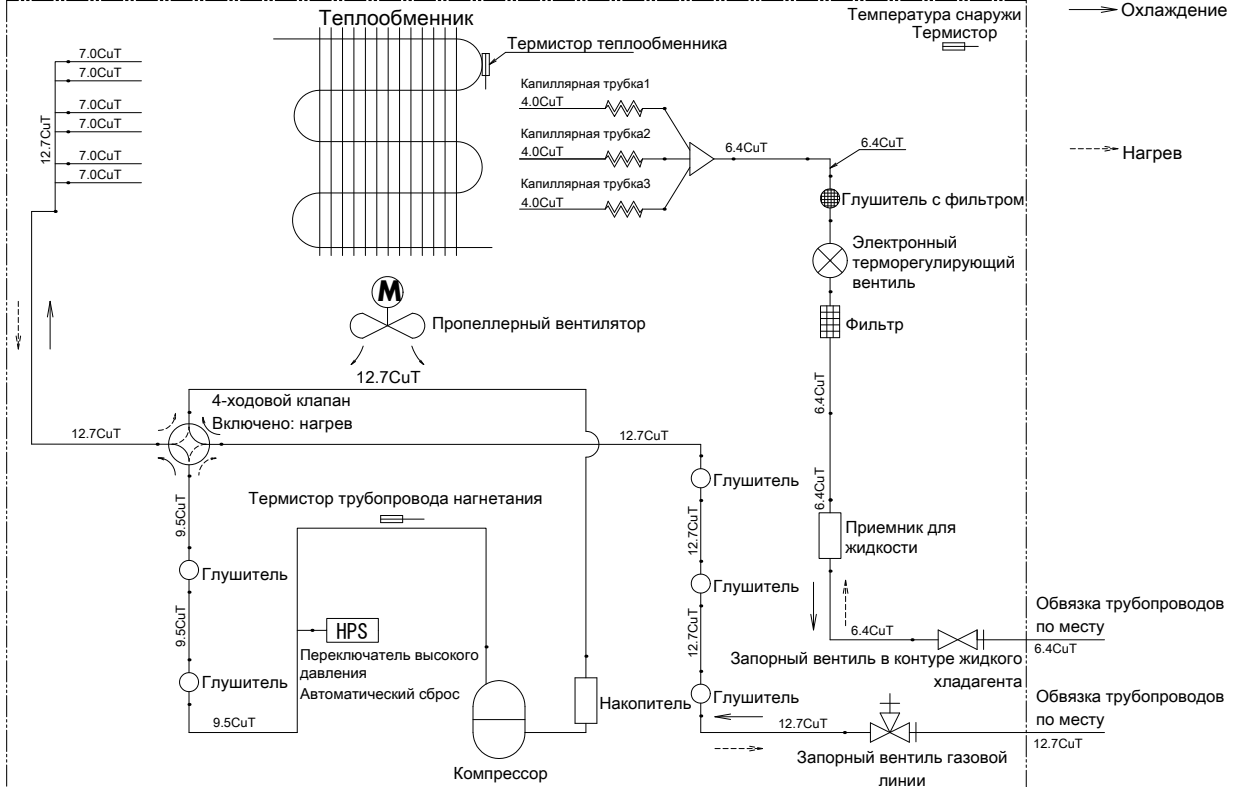 Теплообменник
Температура снаружи
Термистор
Охлаждение
Термистор теплообменника
7.0CuT
7.0CuT
7.0CuT
7.0CuT
7.0CuT
7.0CuT
12.7CuT
Капиллярная трубка1
4.0CuT
Капиллярная трубка2
4.0CuT
Капиллярная трубка3
4.0CuT
6.4CuT
6.4CuT
Нагрев
Глушитель с фильтром
Электронный
терморегулирующий
вентиль
Фильтр
M
Пропеллерный вентилятор
12.7CuT
4-ходовой клапан
Включено: нагрев
12.7CuT
12.7CuT
6.4CuT
6.4CuT
Глушитель
Термистор трубопровода нагнетания
9.5CuT
12.7CuT
Приемник для
жидкости
Глушитель
Глушитель
9.5CuT
12.7CuT
HPS
Переключатель высокого
давления
Автоматический сброс
6.4CuT
Обвязка трубопроводов
по месту
6.4CuT
Запорный вентиль в контуре жидкого
хладагента
Глушитель
9.5CuT
Накопитель
Глушитель
12.7CuT
Обвязка трубопроводов
по месту
12.7CuT
Компрессор
Запорный вентиль газовой
линии